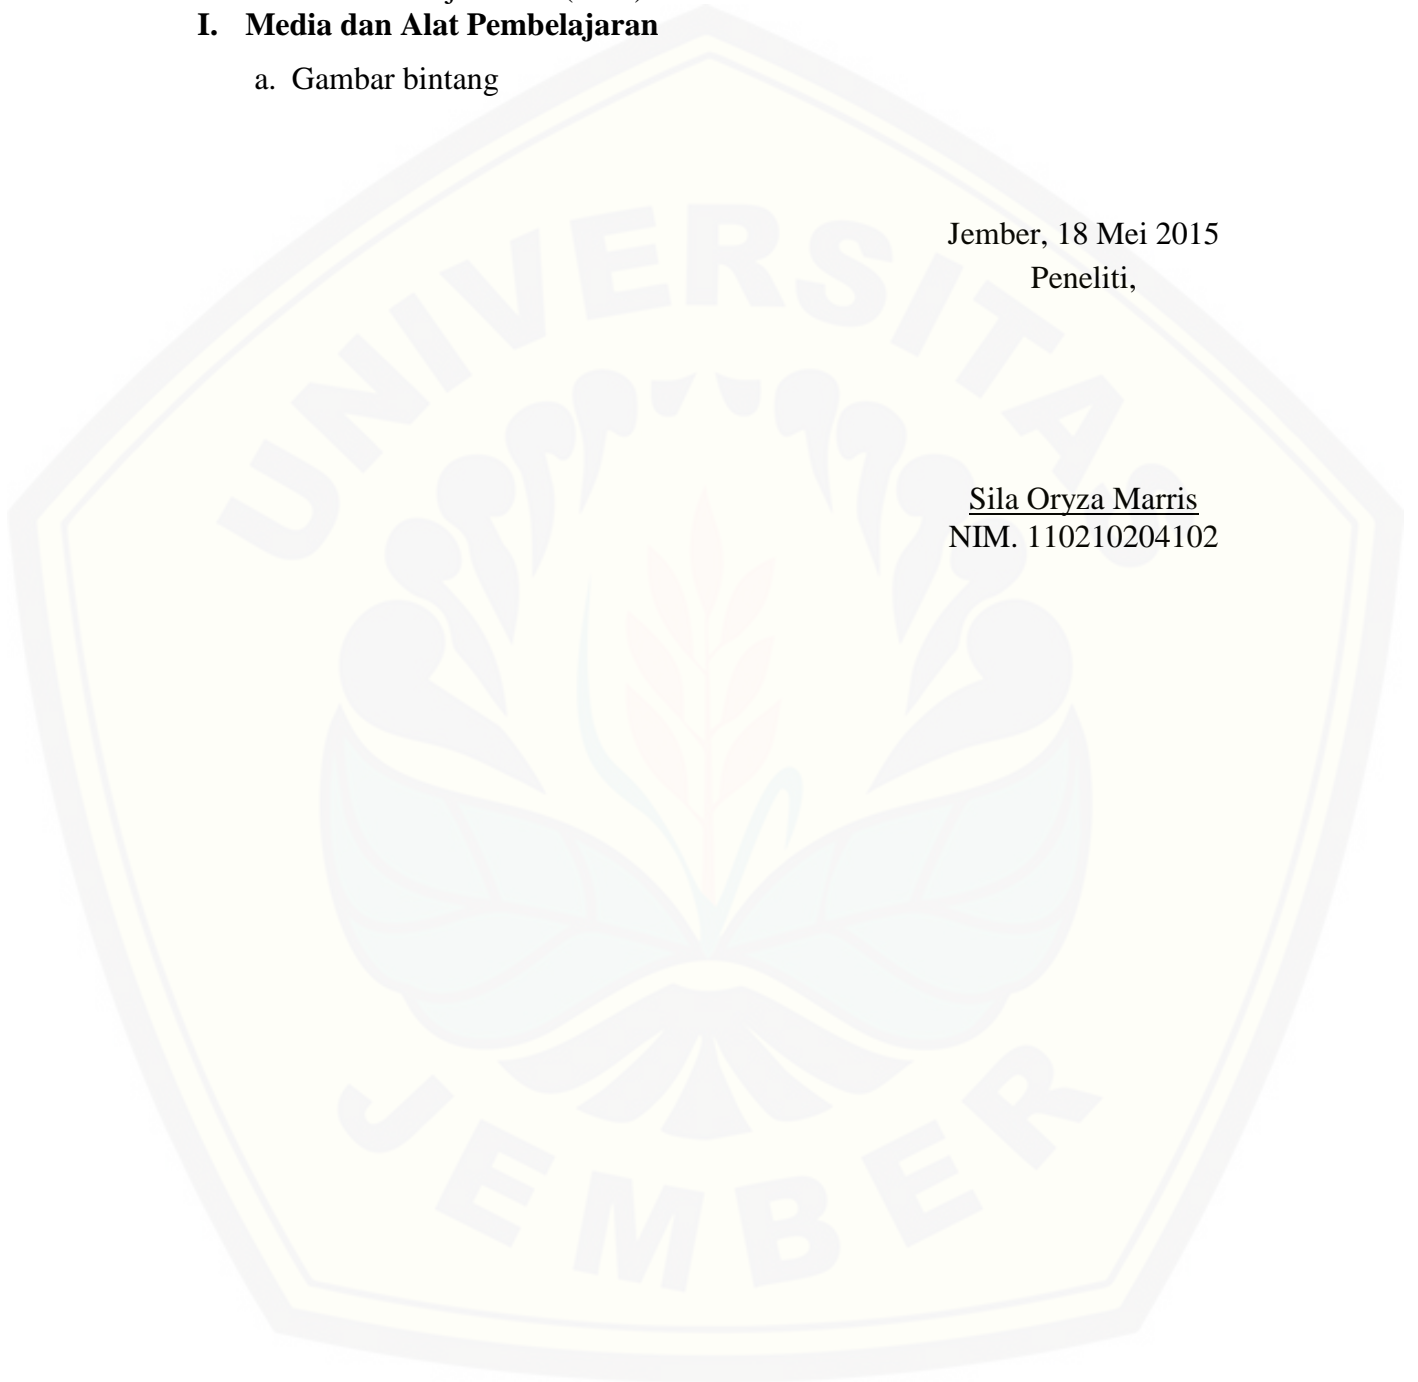 I. Media dan Alat Pembelajaran
a. Gambar bintang
Jember, 18 Mei 2015
Peneliti,
Sila Oryza Marris
NIM. 110210204102
UNIVERSITAS
JEMBER